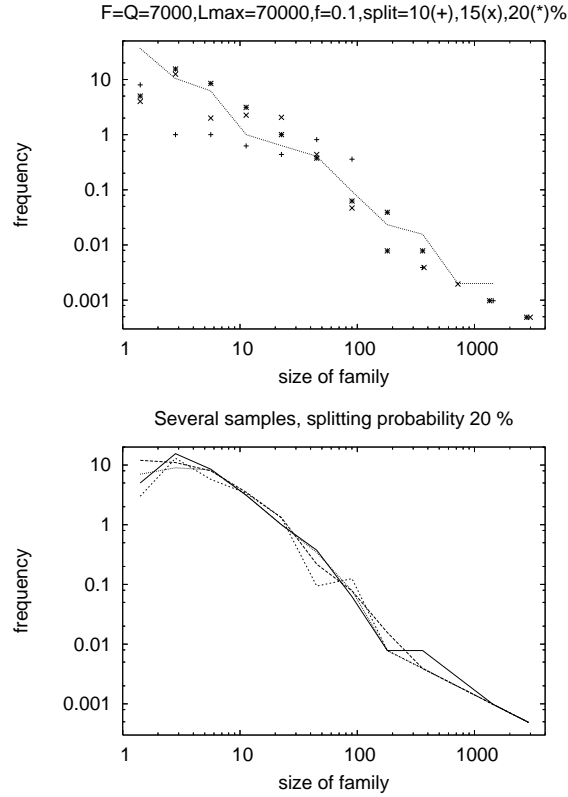 F=Q=7000,Lmax=70000,f=0.1,split=10(+),15(x),20(*)%
10
1
0.1
0.01
0.001
frequency
1 10 100 1000
size of family
Several samples, splitting probability 20 %
10
1
0.1
0.01
0.001
frequency
1 10 100 1000
size of family